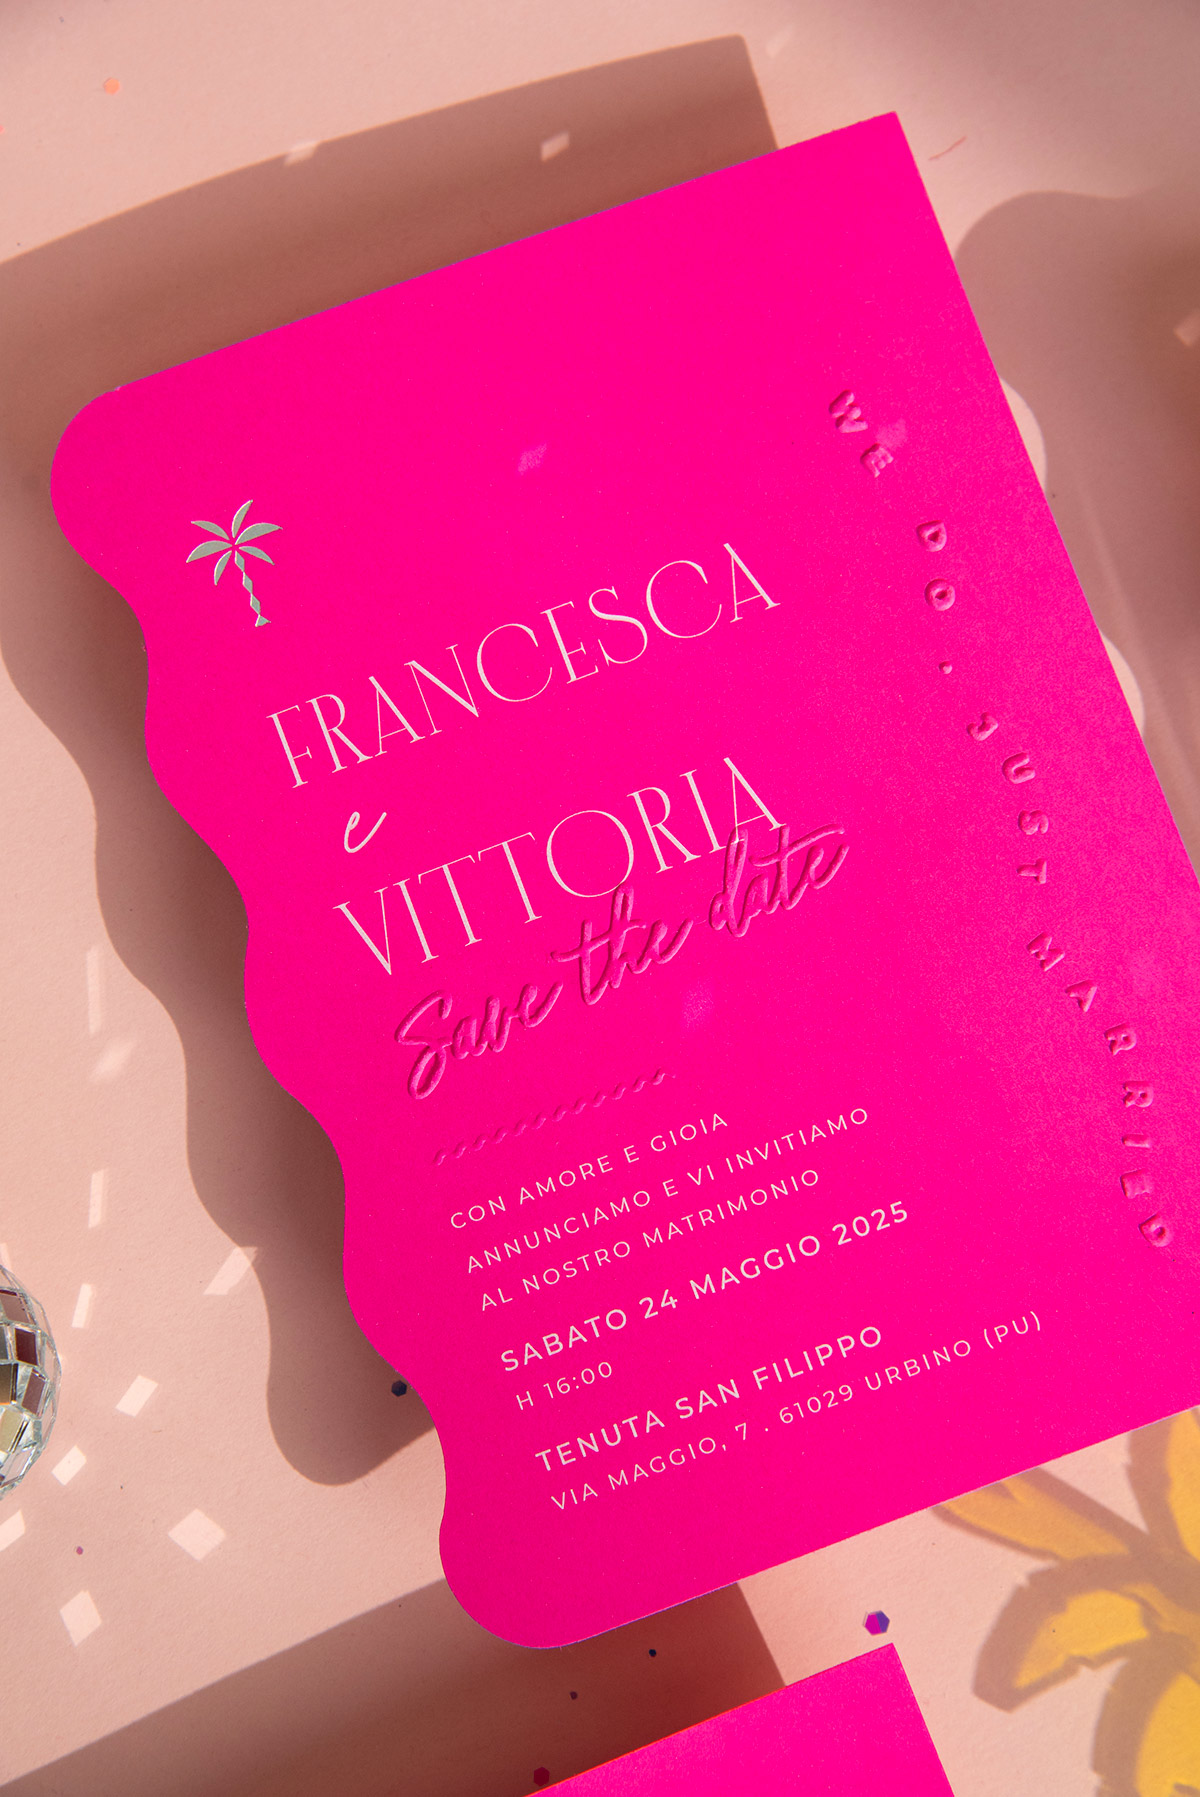 FRANCESCA
e
VITTORIA
Save the date
CON AMORE E GIOIA
ANNUNCIAMO E VI INVITIAMO
AL NOSTRO MATRIMONIO
SABATO 24 MAGGIO 2025
H 16:00
TENUTA SAN FILIPPO
VIA MAGGIO, 7 . 61029 URBINO (PU)
WE DO . JUST MARRIED